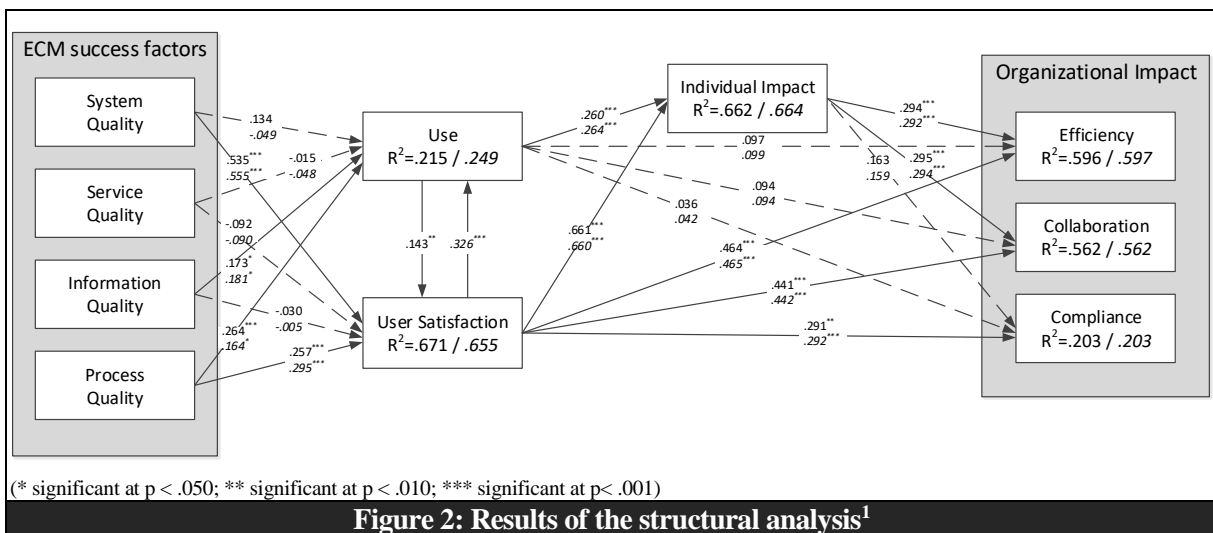 ECM success factors
System
Quality
Service
Quality
Information
Quality
Process
Quality
.134
-.049
.535***
.555***
-.015
-.048
-.092
-.090
.173*
.181*
-.030
-.005
.264***
.164*
.257***
.295***
Use
R²=.215 / .249
.143**
.326***
User Satisfaction
R²=.671 / .655
.260***
.264***
.661***
.660***
Individual Impact
R²=.662 / .664
.097
.099
.094
.094
.036
.042
.294***
.292***
.163
.159
.295***
.294***
.464***
.465***
.441***
.442***
.291**
.292***
Organizational Impact
Efficiency
R²=.596 / .597
Collaboration
R²=.562 / .562
Compliance
R²=.203 / .203
(* significant at p < .050; ** significant at p < .010; *** significant at p< .001)
Figure 2: Results of the structural analysis¹